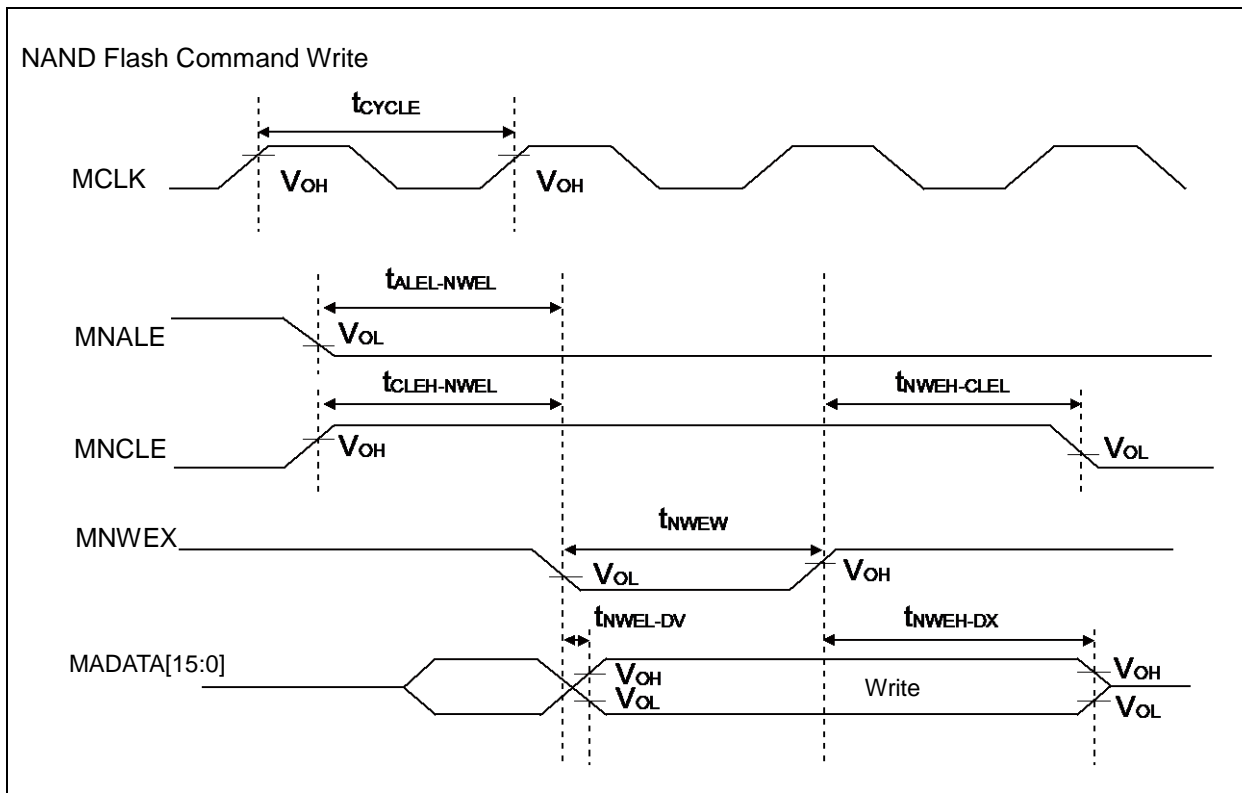 NAND Flash Command Write
tCYCLE
MCLK
VOH
VOH
tALEL-NWEL
MNALE
VOL
tCLEH-NWEL
tNWEH-CLEL
MNCLE
VOH
VOL
tNWEW
MNWEX
VOL
VOH
tNWEL-DV
tNWEH-DX
MADATA[15:0]
VOH
VOL
Write
VOH
VOL